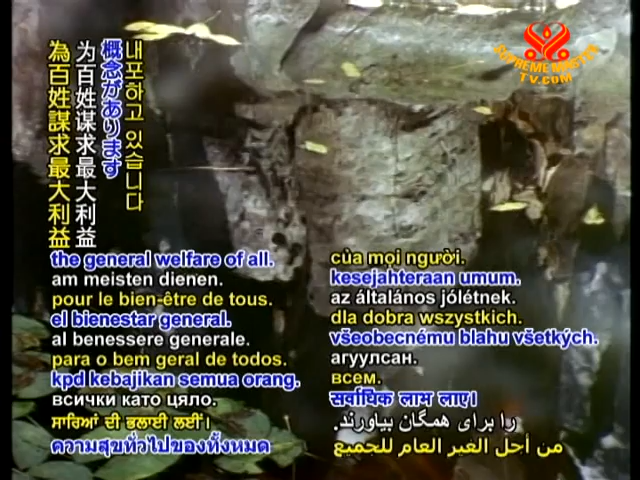 SUPREME MASTER
TV.COM
내포하고 있습니다
概念があります
为百姓谋求最大利益
為百姓謀求最大利益
the general welfare of all.
am meisten dienen.
pour le bien-être de tous.
el bienestar general.
al benessere generale.
para o bem geral de todos.
kpd kebajikan semua orang.
всички като цяло.
ਸਾਰਿਆਂ ਦੀ ਭਲਾਈ ਲਈਂ।
ความสุขทั่วไปของทั้งหมด
của mọi người.
kesejahteraan umum.
az általános jólétnek.
dla dobra wszystkich.
všeobecnému blahu všetkých.
агуулсан.
всем.
सर्वाधिक लाभ लाए।
را برای همگان بیاورند.
من أجل الخير العام للجميع